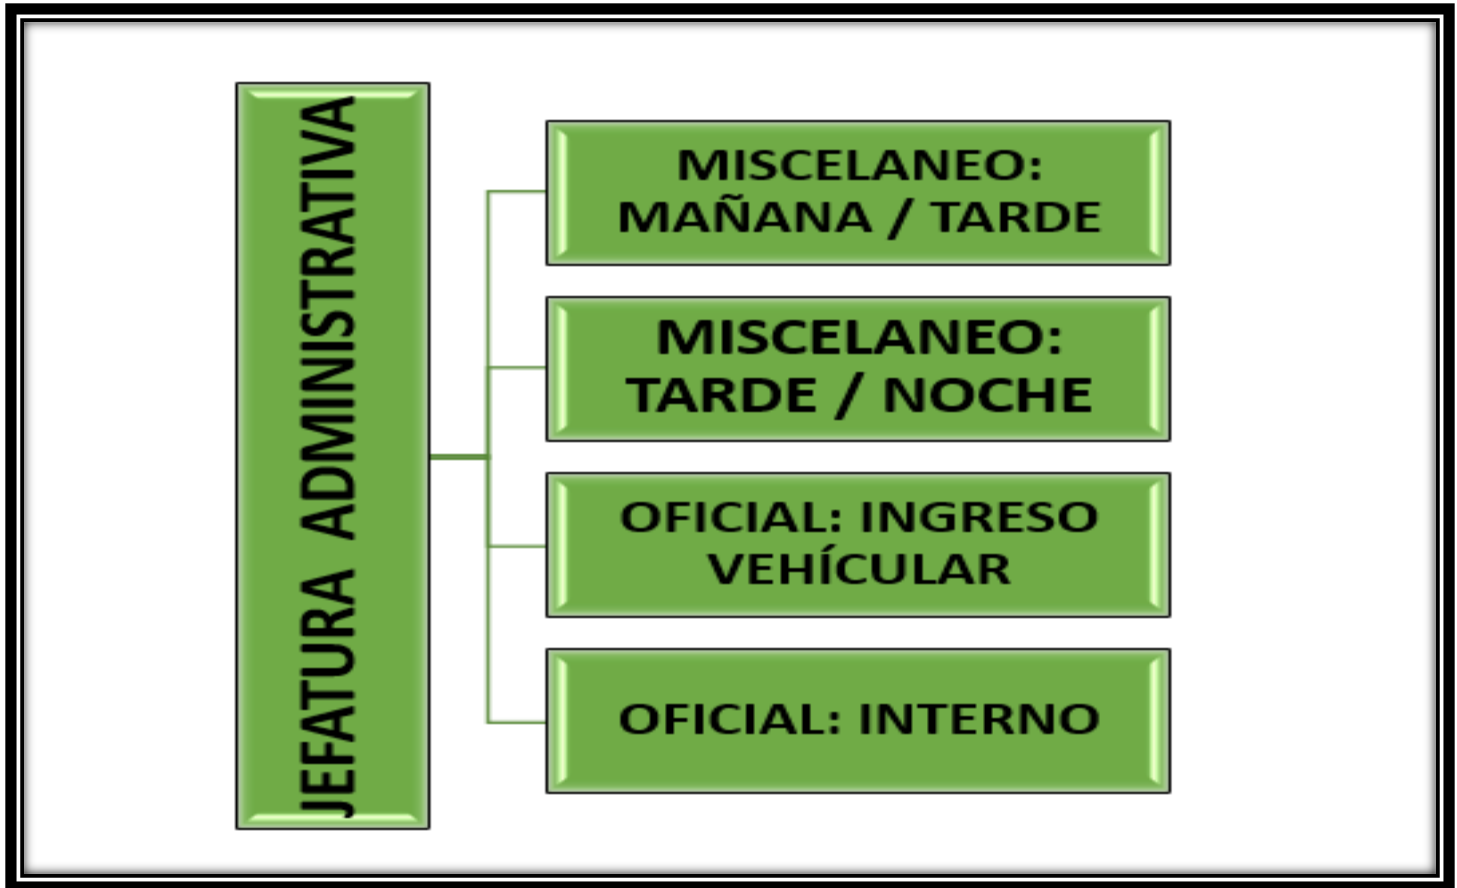 JEFATURA ADMINISTRATIVA
MISCELANEO:
MAÑANA / TARDE
MISCELANEO:
TARDE / NOCHE
OFICIAL: INGRESO
VEHÍCULAR
OFICIAL: INTERNO